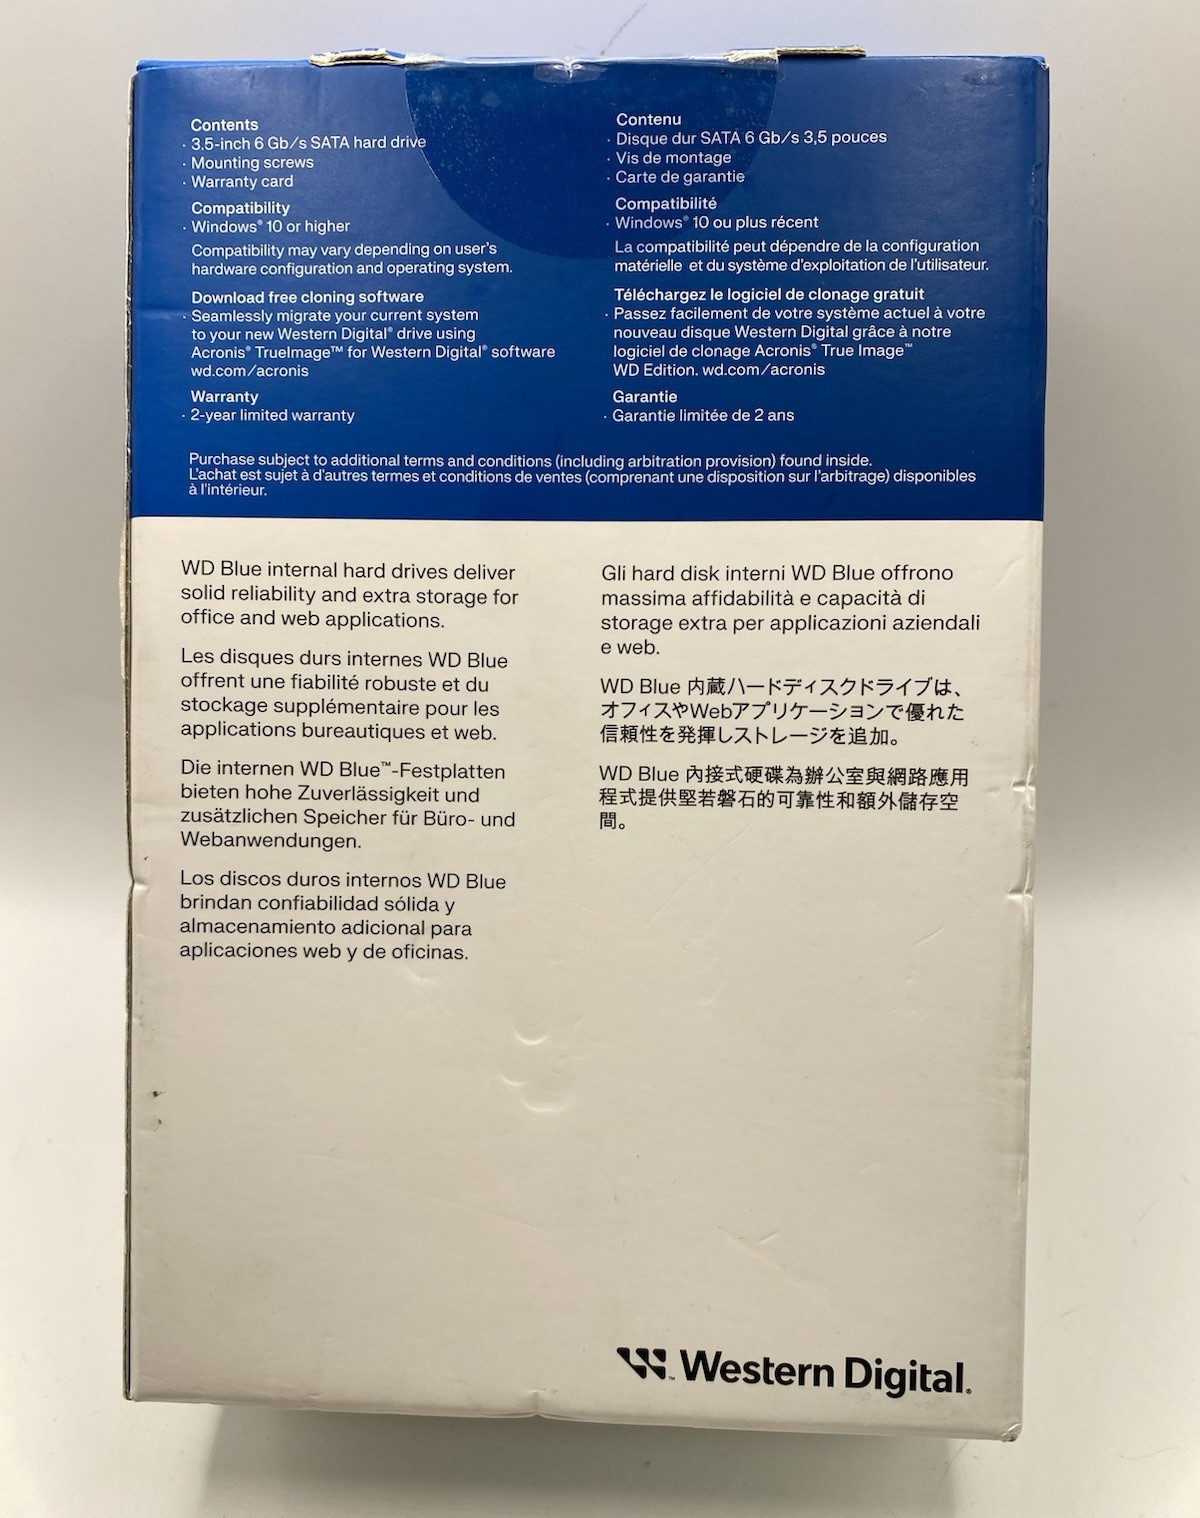 Contents
· 3.5-inch 6 Gb/s SATA hard drive
· Mounting screws
· Warranty card
Compatibility
· Windows® 10 or higher
Compatibility may vary depending on user's
hardware configuration and operating system.
Download free cloning software
· Seamlessly migrate your current system
to your new Western Digital® drive using
Acronis® TrueImage™ for Western Digital® software
wd.com/acronis
Warranty
· 2-year limited warranty
Contenu
· Disque dur SATA 6 Gb/s 3,5 pouces
· Vis de montage
· Carte de garantie
Compatibilité
· Windows® 10 ou plus récent
La compatibilité peut dépendre de la configuration
matérielle et du système d'exploitation de l'utilisateur.
Téléchargez le logiciel de clonage gratuit
· Passez facilement de votre système actuel à votre
nouveau disque Western Digital grâce à notre
logiciel de clonage Acronis® True Image™
WD Edition. wd.com/acronis
Garantie
· Garantie limitée de 2 ans
Purchase subject to additional terms and conditions (including arbitration provision) found inside.
L'achat est sujet à d'autres termes et conditions de ventes (comprenant une disposition sur l'arbitrage) disponibles
à l'intérieur.
WD Blue internal hard drives deliver
solid reliability and extra storage for
office and web applications.
Les disques durs internes WD Blue
offrent une fiabilité robuste et du
stockage supplémentaire pour les
applications bureautiques et web.
Die internen WD Blue™-Festplatten
bieten hohe Zuverlässigkeit und
zusätzlichen Speicher für Büro- und
Webanwendungen.
Los discos duros internos WD Blue
brindan confiabilidad sólida y
almacenamiento adicional para
aplicaciones web y de oficinas.
Gli hard disk interni WD Blue offrono
massima affidabilità e capacità di
storage extra per applicazioni aziendali
e web.
WD Blue 内蔵ハードディスクドライブは、
オフィスやWebアプリケーションで優れた
信頼性を発揮しストレージを追加。
WD Blue 內接式硬碟為辦公室與網路應用
程式提供堅若磐石的可靠性和額外儲存空
間。
Western Digital®